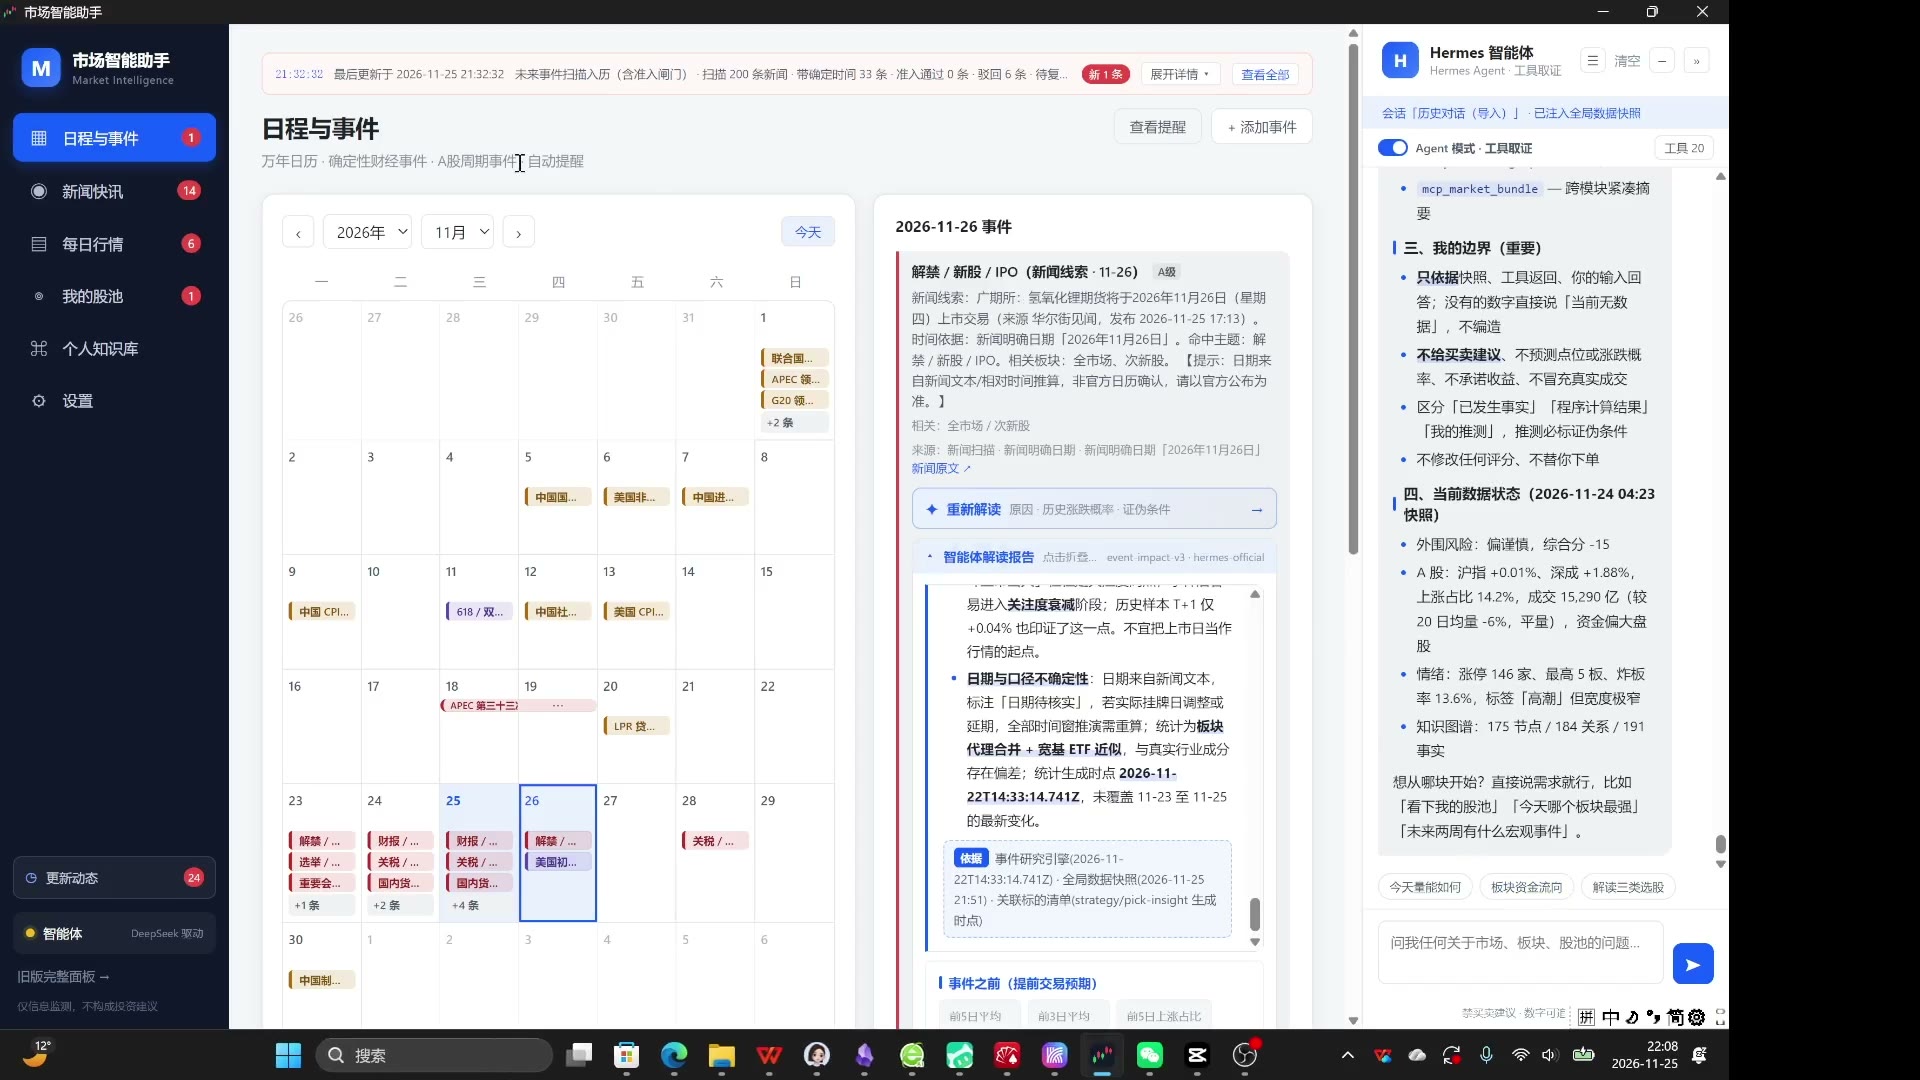 市场智能助手
M
市场智能助手
Market Intelligence
日程与事件 1
新闻快讯 14
每日行情 6
我的股池 1
个人知识库
设置
更新动态 24
智能体 DeepSeek 驱动
旧版完整面板 →
仅信息监测，不构成投资建议
21:32:32 最后更新于 2026-11-25 21:32:32 未来事件扫描入历（含准入闸门） · 扫描 200 条新闻 · 带确定时间 33 条 · 准入通过 0 条 · 驳回 6 条 · 待复... 新 1 条 展开详情 查看全部
日程与事件
万年日历 · 确定性财经事件 · A股周期事件 · 自动提醒
查看提醒 + 添加事件
‹ 2026年 11月 › 今天
一 二 三 四 五 六 日
26 27 28 29 30 31 1
联合国...
APEC 领...
G20 领...
+2 条
2 3 4 5 6 7 8
中国国... 美国非... 中国进...
9 10 11 12 13 14 15
中国 CPI... 618 / 双... 中国社... 美国 CPI...
16 17 18 19 20 21 22
APEC 第三十三次 ...
LPR 贷...
23 24 25 26 27 28 29
解禁 / ... 财报 / ... 财报 / ... 解禁 / ... 关税 / ...
选举 / ... 关税 / ... 关税 / ... 美国初...
重要会... 国内货... 国内货...
+1 条 +2 条 +4 条
30 1 2 3 4 5 6
中国制...
2026-11-26 事件
解禁 / 新股 / IPO（新闻线索 · 11-26） A级
新闻线索：广期所：氢氧化锂期货将于2026年11月26日（星期
四）上市交易（来源 华尔街见闻，发布 2026-11-25 17:13）。
时间依据：新闻明确日期「2026年11月26日」。命中主题：解
禁 / 新股 / IPO。相关板块：全市场、次新股。 【提示：日期来
自新闻文本/相对时间推算，非官方日历确认，请以官方公布为
准。】
相关：全市场 / 次新股
来源：新闻扫描 · 新闻明确日期 · 新闻明确日期「2026年11月26日」
新闻原文 ↗
重新解读 原因 · 历史涨跌概率 · 证伪条件 →
智能体解读报告 点击折叠... event-impact-v3 · hermes-official
易进入关注度衰减阶段；历史样本 T+1 仅
+0.04% 也印证了这一点。不宜把上市日当作
行情的起点。
日期与口径不确定性：日期来自新闻文本，
标注「日期待核实」，若实际挂牌日调整或
延期，全部时间窗推演需重算；统计为板块
代理合并 + 宽基 ETF 近似，与真实行业成分
存在偏差；统计生成时点 2026-11-
22T14:33:14.741Z，未覆盖 11-23 至 11-25
的最新变化。
依据 事件研究引擎(2026-11-
22T14:33:14.741Z) · 全局数据快照(2026-11-25
21:51) · 关联标的清单(strategy/pick-insight 生成
时点)
事件之前（提前交易预期）
前5日平均 前3日平均 前5日上涨占比
H
Hermes 智能体
Hermes Agent · 工具取证
清空 – »
会话「历史对话（导入）」 · 已注入全局数据快照
Agent 模式 · 工具取证 工具 20
mcp_market_bundle — 跨模块紧凑摘
要
三、我的边界（重要）
只依据快照、工具返回、你的输入回
答；没有的数字直接说「当前无数
据」，不编造
不给买卖建议、不预测点位或涨跌概
率、不承诺收益、不冒充真实成交
区分「已发生事实」「程序计算结果」
「我的推测」，推测必标证伪条件
不修改任何评分、不替你下单
四、当前数据状态（2026-11-24 04:23
快照）
外围风险：偏谨慎，综合分 -15
A 股：沪指 +0.01%、深成 +1.88%，
上涨占比 14.2%，成交 15,290 亿（较
20 日均量 -6%，平量），资金偏大盘
股
情绪：涨停 146 家、最高 5 板、炸板
率 13.6%，标签「高潮」但宽度极窄
知识图谱：175 节点 / 184 关系 / 191
事实
想从哪块开始？直接说需求就行，比如
「看下我的股池」「今天哪个板块最强」
「未来两周有什么宏观事件」。
今天量能如何 板块资金流向 解读三类选股
问我任何关于市场、板块、股池的问题...
禁买卖建议 · 数字可追
拼 中 简
12°
搜索
22:08
2026-11-25